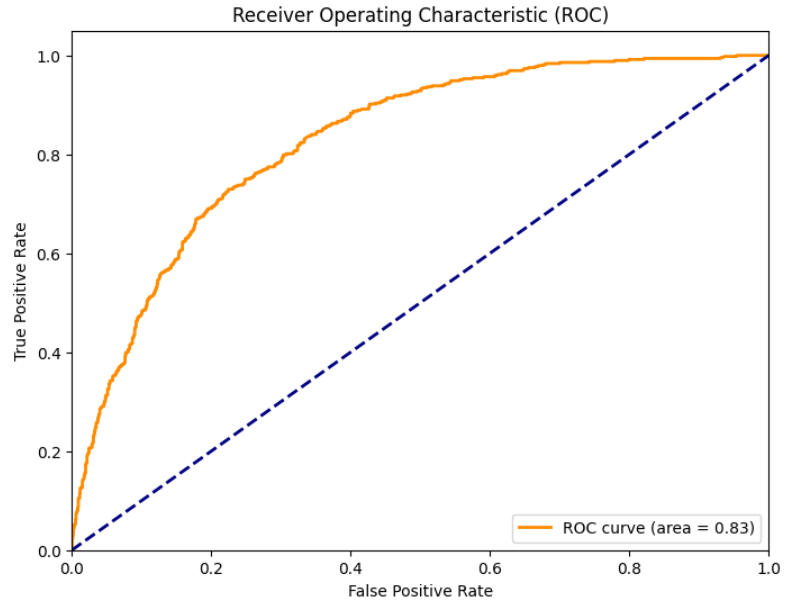 Receiver Operating Characteristic (ROC)
True Positive Rate
1.0
0.8
0.6
0.4
0.2
0.0
0.0 0.2 0.4 0.6 0.8 1.0
False Positive Rate
ROC curve (area = 0.83)